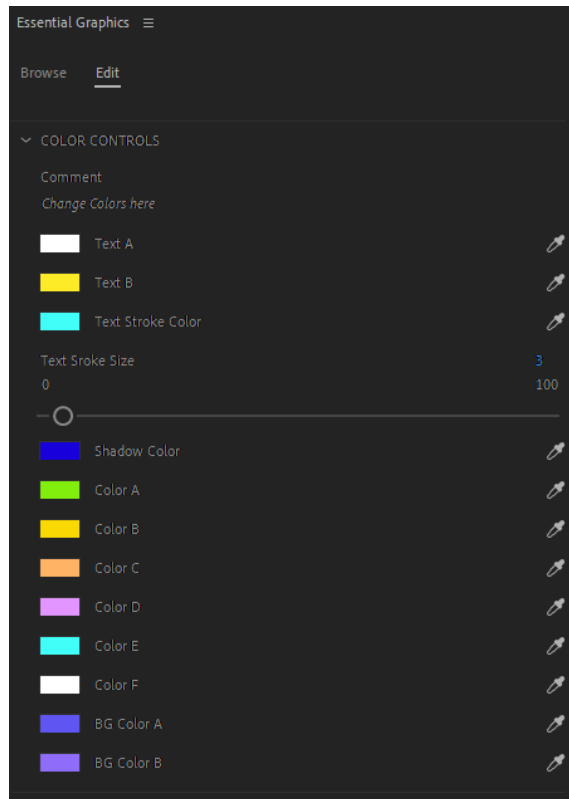 Essential Graphics
Browse Edit
COLOR CONTROLS
Comment
Change Colors here
Text A
Text B
Text Stroke Color
Text Sroke Size 3
0 100
Shadow Color
Color A
Color B
Color C
Color D
Color E
Color F
BG Color A
BG Color B